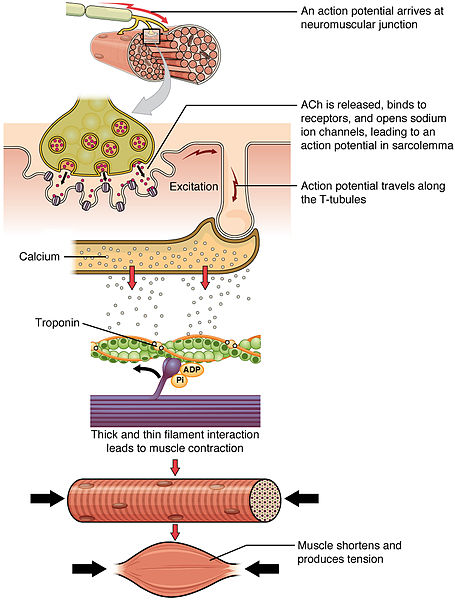 An action potential arrives at
neuromuscular junction
ACh is released, binds to
receptors, and opens sodium
ion channels, leading to an
action potential in sarcolemma
Excitation
Action potential travels along
the T-tubules
Calcium
Troponin
ADP
Pi
Thick and thin filament interaction
leads to muscle contraction
Muscle shortens and
produces tension